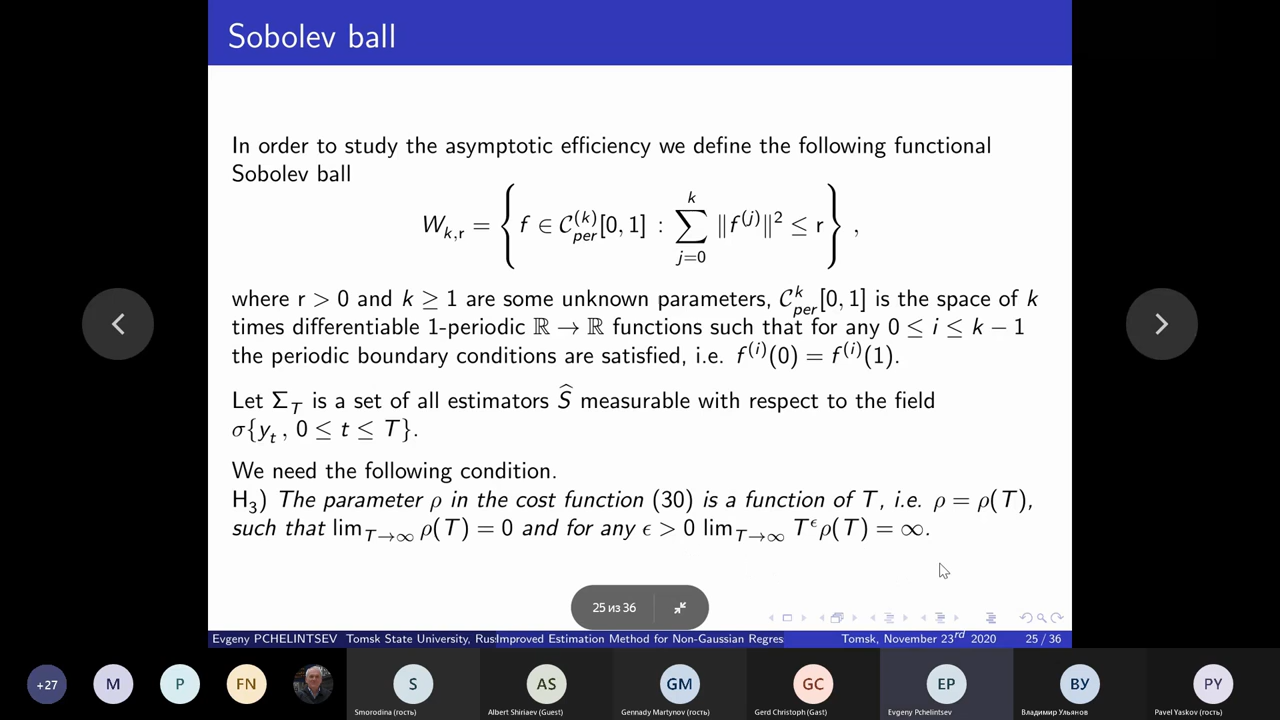 Sobolev ball
In order to study the asymptotic efficiency we define the following functional
Sobolev ball
W_{k,r} = { f ∈ C^{(k)}_{per}[0, 1] : ∑_{j=0}^{k} ‖f^{(j)}‖² ≤ r } ,
where r > 0 and k ≥ 1 are some unknown parameters, C^k_{per}[0, 1] is the space of k
times differentiable 1-periodic ℝ → ℝ functions such that for any 0 ≤ i ≤ k − 1
the periodic boundary conditions are satisfied, i.e. f^{(i)}(0) = f^{(i)}(1).
Let Σ_T is a set of all estimators Ŝ measurable with respect to the field
σ{y_t , 0 ≤ t ≤ T}.
We need the following condition.
H₃) The parameter ρ in the cost function (30) is a function of T, i.e. ρ = ρ(T),
such that lim_{T→∞} ρ(T) = 0 and for any ϵ > 0 lim_{T→∞} T^ϵ ρ(T) = ∞.
25 из 36
Evgeny PCHELINTSEV Tomsk State University, Rus Improved Estimation Method for Non-Gaussian Regres Tomsk, November 23rd 2020 25 / 36
+27 M P FN S AS GM GC EP ВУ PY
Smorodina (гость) Albert Shiriaev (Guest) Gennady Martynov (гость) Gerd Christoph (Gast) Evgeny Pchelintsev Владимир Ульянов Pavel Yaskov (гость)